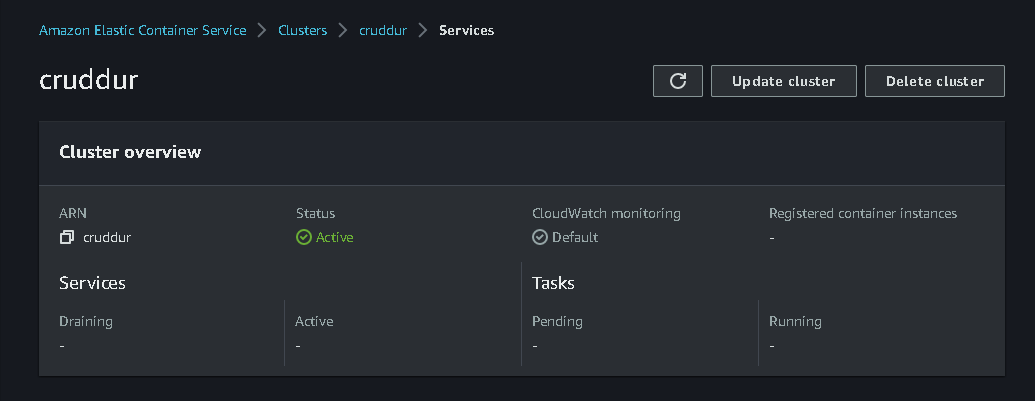 Amazon Elastic Container Service > Clusters > cruddur > Services
cruddur
Update cluster
Delete cluster
Cluster overview
ARN
cruddur
Status
Active
CloudWatch monitoring
Default
Registered container instances
-
Services
Draining
-
Active
-
Tasks
Pending
-
Running
-